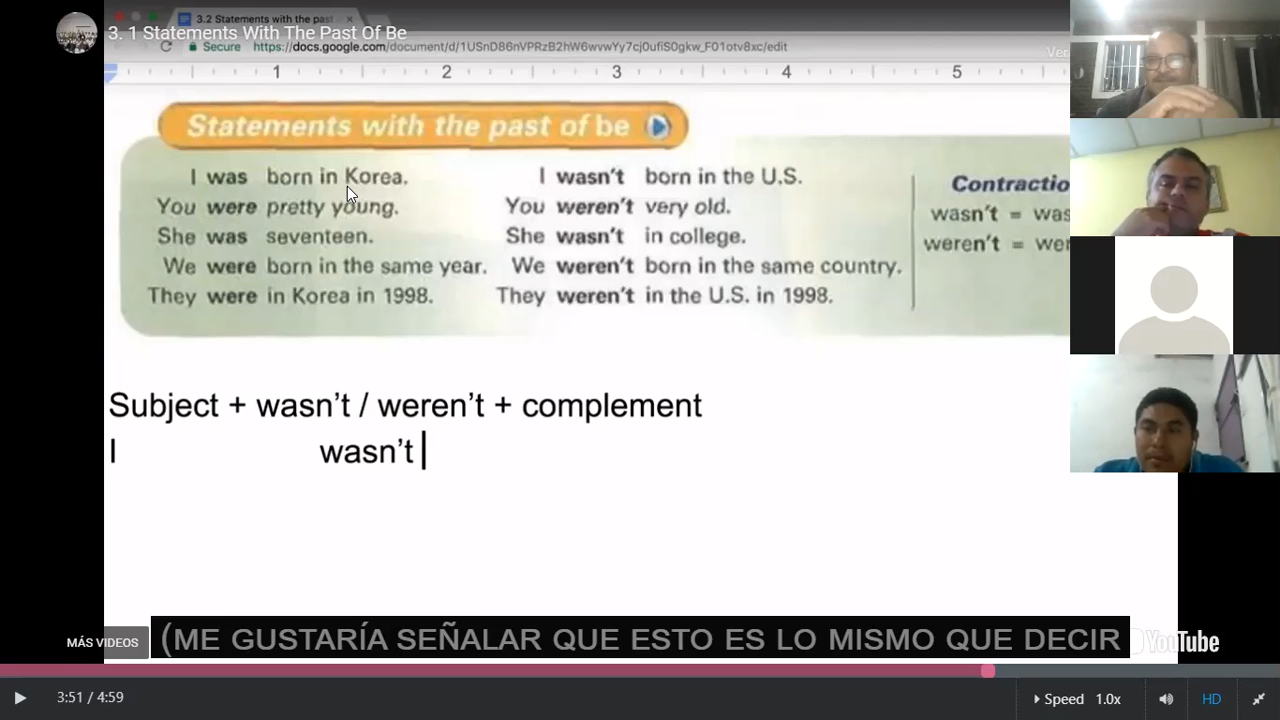 3.2 Statements with the past
3. 1 Statements With The Past Of Be
Secure https://docs.google.com/document/d/1USnD86nVPRzB2hW6wvwYy7cj0ufiS0gkw_F01otv8xc/edit
1 2 3 4 5
Statements with the past of be
I was born in Korea. I wasn't born in the U.S.
You were pretty young. You weren't very old.
She was seventeen. She wasn't in college.
We were born in the same year. We weren't born in the same country.
They were in Korea in 1998. They weren't in the U.S. in 1998.
Contractio
wasn't = was
weren't = wer
Subject + wasn't / weren't + complement
I wasn't
(ME GUSTARÍA SEÑALAR QUE ESTO ES LO MISMO QUE DECIR
MÁS VIDEOS
YouTube
3:51 / 4:59
Speed 1.0x
HD